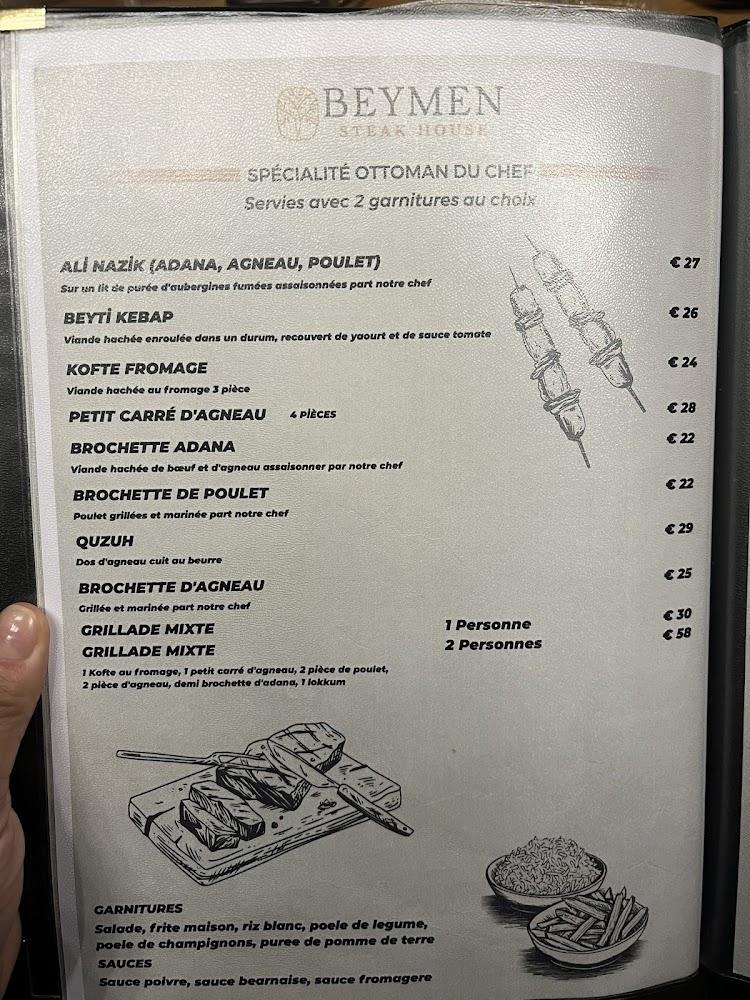 BEYMEN
STEAK HOUSE
SPÉCIALITÉ OTTOMAN DU CHEF
Servies avec 2 garnitures au choix
ALİ NAZİK (ADANA, AGNEAU, POULET) € 27
Sur un lit de purée d'aubergines fumées assaisonnées part notre chef
BEYTİ KEBAP € 26
Viande hachée enroulée dans un durum, recouvert de yaourt et de sauce tomate
KOFTE FROMAGE € 24
Viande hachée au fromage 3 pièce
PETIT CARRÉ D'AGNEAU 4 PIÈCES € 28
BROCHETTE ADANA € 22
Viande hachée de bœuf et d'agneau assaisonner par notre chef
BROCHETTE DE POULET € 22
Poulet grillées et marinée part notre chef
QUZUH € 29
Dos d'agneau cuit au beurre
BROCHETTE D'AGNEAU € 25
Grillée et marinée part notre chef
GRILLADE MIXTE 1 Personne € 30
GRILLADE MIXTE 2 Personnes € 58
1 Kofte au fromage, 1 petit carré d'agneau, 2 pièce de poulet,
2 pièce d'agneau, demi brochette d'adana, 1 lokkum
GARNITURES
Salade, frite maison, riz blanc, poele de legume,
poele de champignons, puree de pomme de terre
SAUCES
Sauce poivre, sauce bearnaise, sauce fromagere